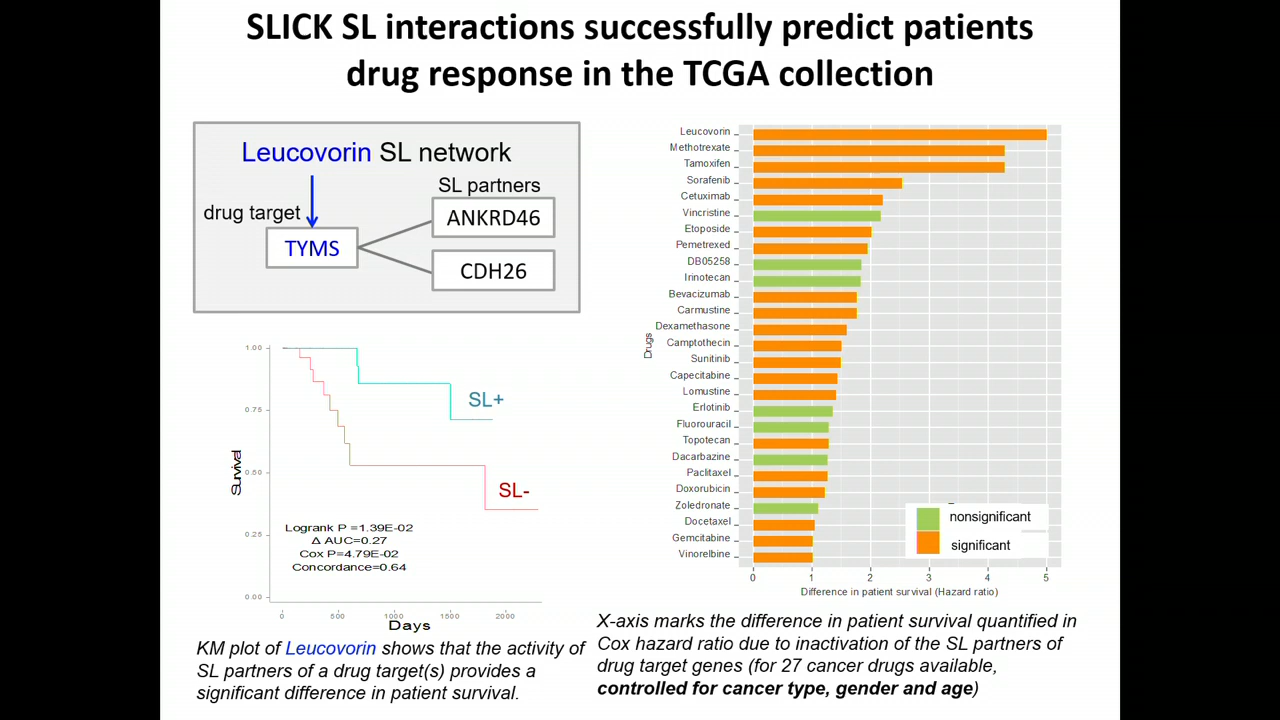 SLICK SL interactions successfully predict patients
drug response in the TCGA collection
Leucovorin SL network
SL partners
drug target
ANKRD46
TYMS
CDH26
1.00
0.75
0.50
0.25
0.00
Survival
SL+
SL-
Logrank P =1.39E-02
Δ AUC=0.27
Cox P=4.79E-02
Concordance=0.64
0 500 1000 1500 2000
Days
KM plot of Leucovorin shows that the activity of
SL partners of a drug target(s) provides a
significant difference in patient survival.
Drugs
Leucovorin
Methotrexate
Tamoxifen
Sorafenib
Cetuximab
Vincristine
Etoposide
Pemetrexed
DB05258
Irinotecan
Bevacizumab
Carmustine
Dexamethasone
Camptothecin
Sunitinib
Capecitabine
Lomustine
Erlotinib
Fluorouracil
Topotecan
Dacarbazine
Paclitaxel
Doxorubicin
Zoledronate
Docetaxel
Gemcitabine
Vinorelbine
nonsignificant
significant
0 1 2 3 4 5
Difference in patient survival (Hazard ratio)
X-axis marks the difference in patient survival quantified in
Cox hazard ratio due to inactivation of the SL partners of
drug target genes (for 27 cancer drugs available,
controlled for cancer type, gender and age)